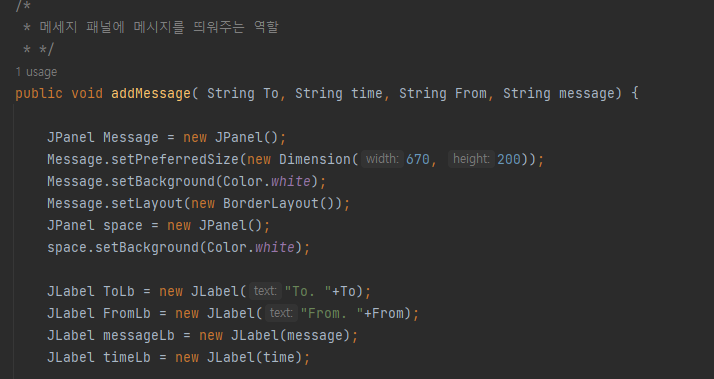 /*
 * 메세지 패널에 메시지를 띄워주는 역할
 * */
1 usage
public void addMessage( String To, String time, String From, String message) {
JPanel Message = new JPanel();
Message.setPreferredSize(new Dimension( width: 670, height: 200));
Message.setBackground(Color.white);
Message.setLayout(new BorderLayout());
JPanel space = new JPanel();
space.setBackground(Color.white);
JLabel ToLb = new JLabel( text: "To. "+To);
JLabel FromLb = new JLabel( text: "From. "+From);
JLabel messageLb = new JLabel(message);
JLabel timeLb = new JLabel(time);